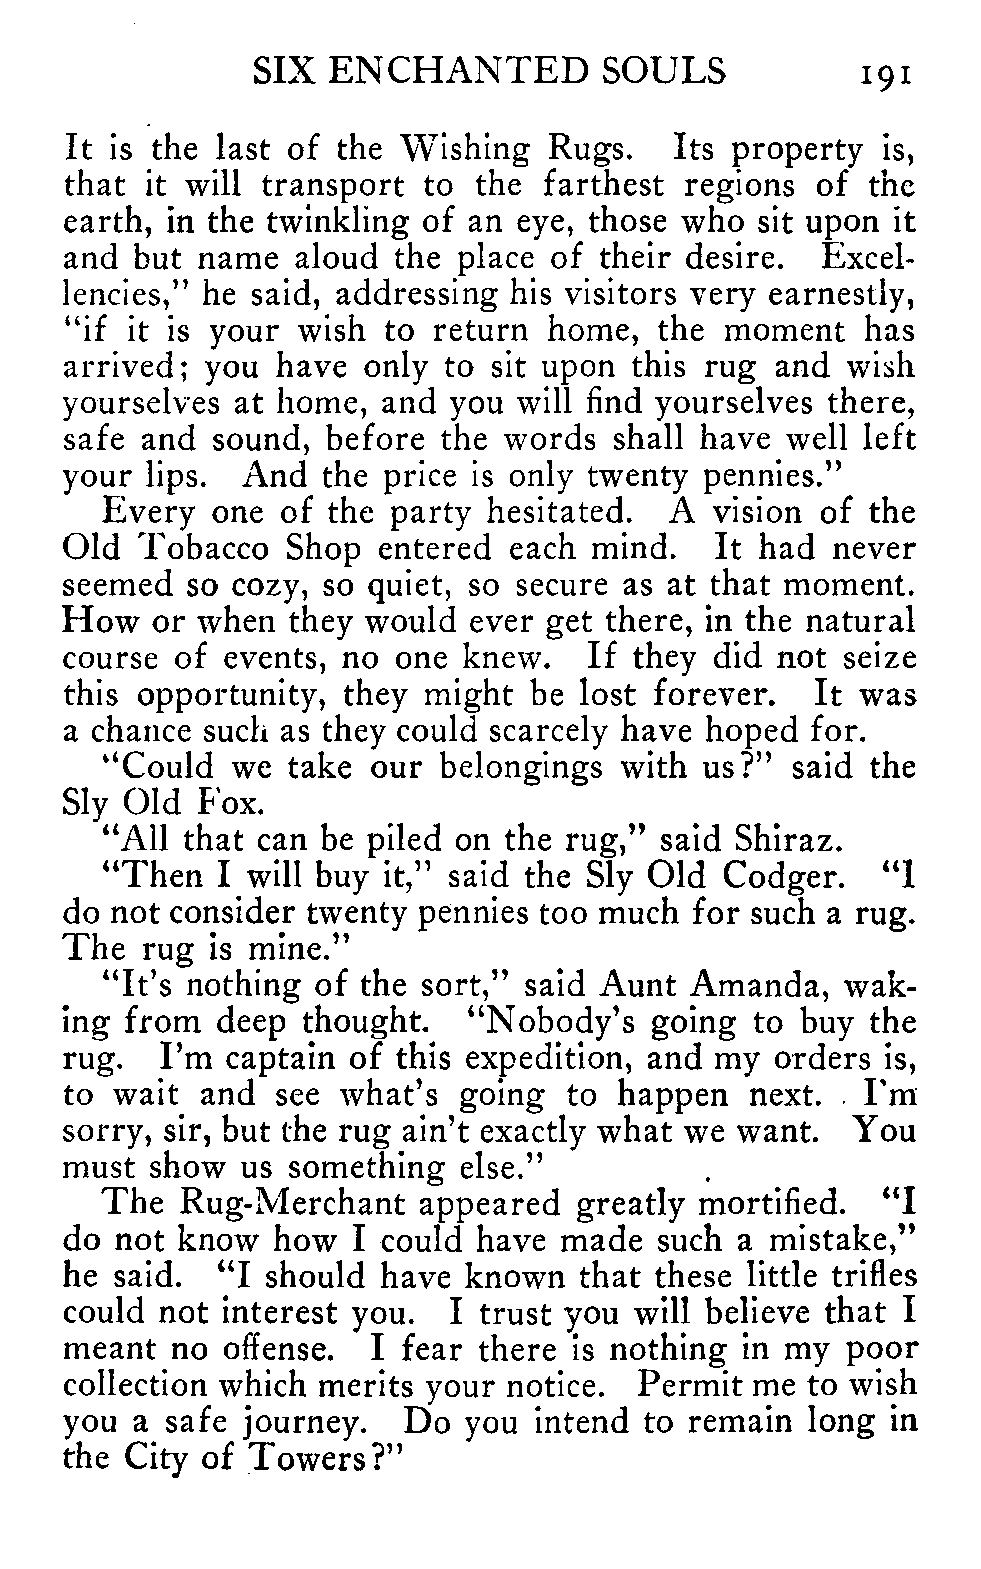 SIX ENCHANTED SOULS 191
It is the last of the Wishing Rugs. Its property is,
that it will transport to the farthest regions of the
earth, in the twinkling of an eye, those who sit upon it
and but name aloud the place of their desire. Excel-
lencies," he said, addressing his visitors very earnestly,
"if it is your wish to return home, the moment has
arrived; you have only to sit upon this rug and wish
yourselves at home, and you will find yourselves there,
safe and sound, before the words shall have well left
your lips. And the price is only twenty pennies."
Every one of the party hesitated. A vision of the
Old Tobacco Shop entered each mind. It had never
seemed so cozy, so quiet, so secure as at that moment.
How or when they would ever get there, in the natural
course of events, no one knew. If they did not seize
this opportunity, they might be lost forever. It was
a chance such as they could scarcely have hoped for.
"Could we take our belongings with us?" said the
Sly Old Fox.
"All that can be piled on the rug," said Shiraz.
"Then I will buy it," said the Sly Old Codger. "I
do not consider twenty pennies too much for such a rug.
The rug is mine."
"It's nothing of the sort," said Aunt Amanda, wak-
ing from deep thought. "Nobody's going to buy the
rug. I'm captain of this expedition, and my orders is,
to wait and see what's going to happen next. I'm
sorry, sir, but the rug ain't exactly what we want. You
must show us something else."
The Rug-Merchant appeared greatly mortified. "I
do not know how I could have made such a mistake,"
he said. "I should have known that these little trifles
could not interest you. I trust you will believe that I
meant no offense. I fear there is nothing in my poor
collection which merits your notice. Permit me to wish
you a safe journey. Do you intend to remain long in
the City of Towers?"